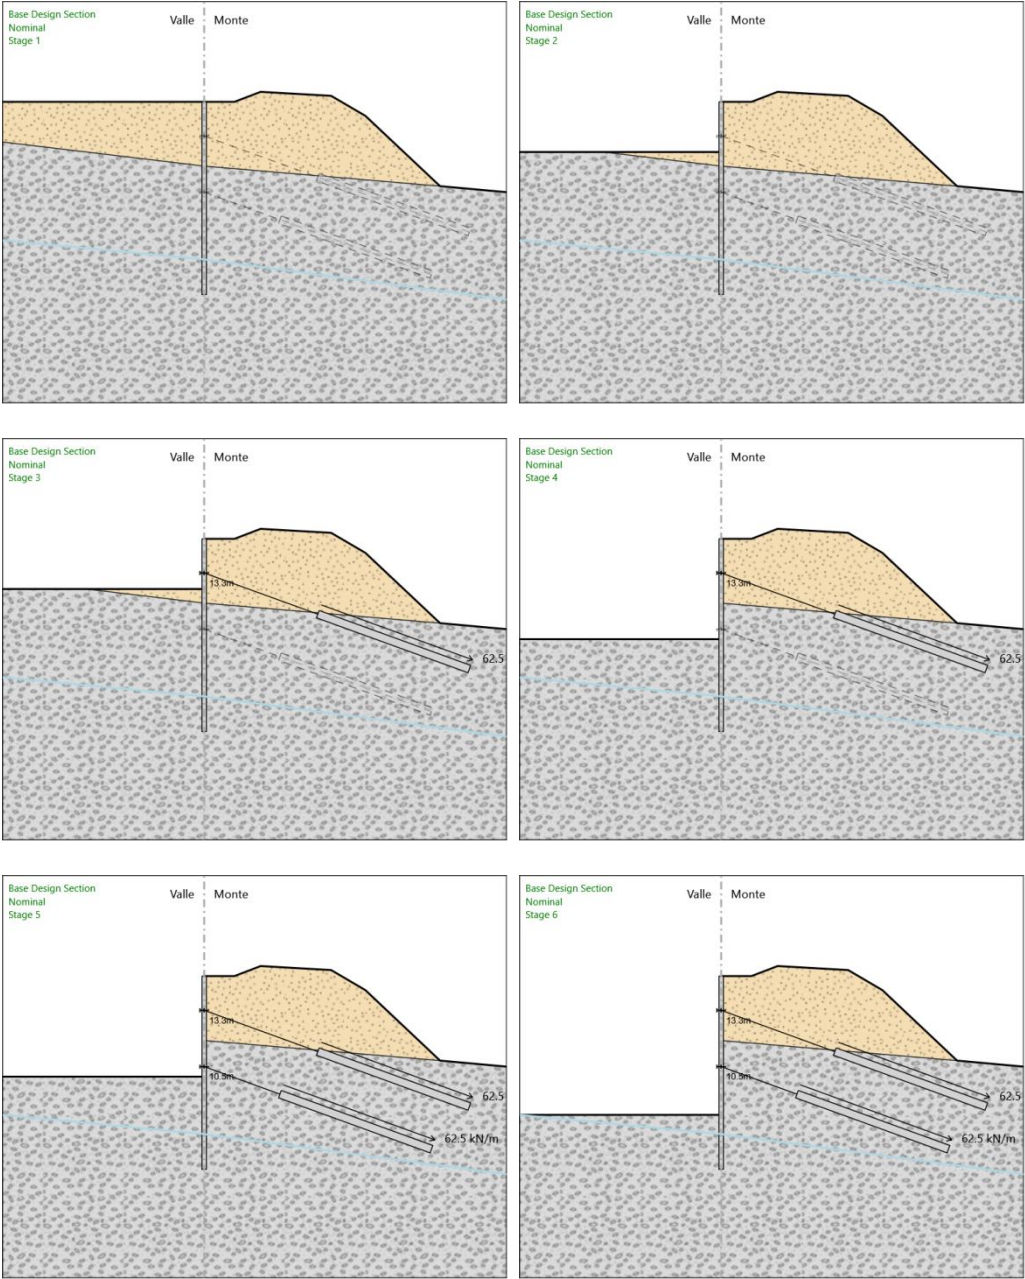 Base Design Section
Nominal
Stage 1
Valle Monte
Base Design Section
Nominal
Stage 2
Valle Monte
Base Design Section
Nominal
Stage 3
Valle Monte
13.3m
62.5
Base Design Section
Nominal
Stage 4
Valle Monte
13.3m
62.5
Base Design Section
Nominal
Stage 5
Valle Monte
13.3m
10.5m
62.5
62.5 kN/m
Base Design Section
Nominal
Stage 6
Valle Monte
13.3m
10.5m
62.5
62.5 kN/m